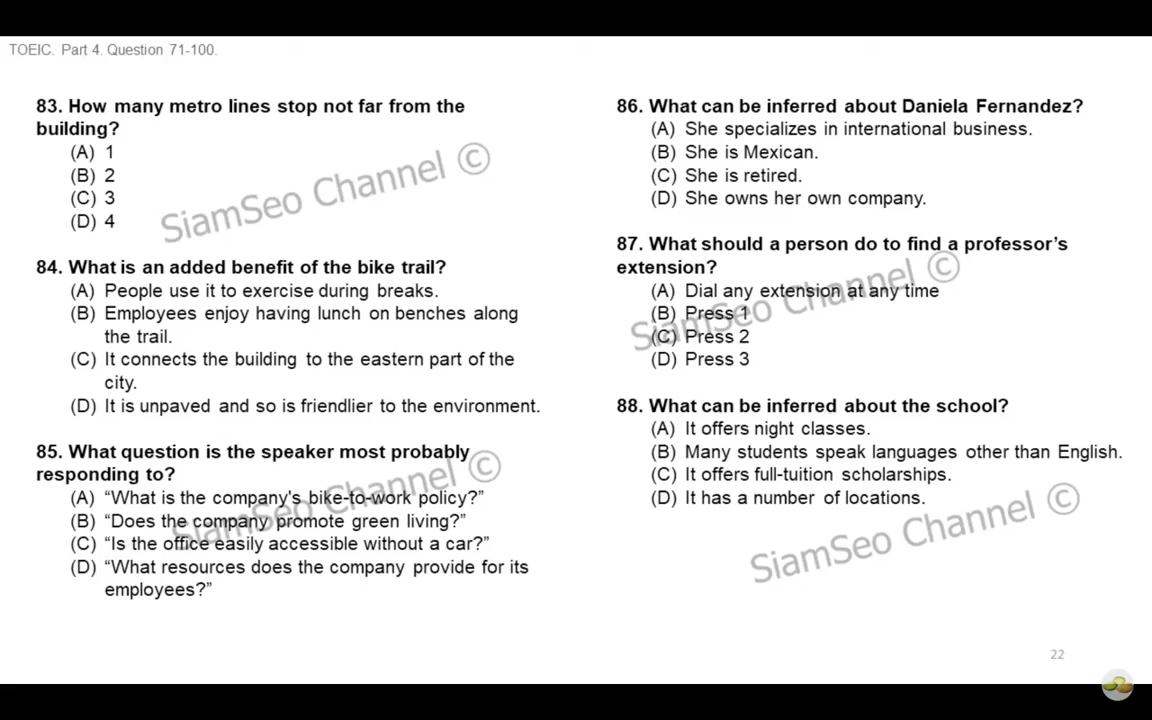 TOEIC. Part 4. Question 71-100.
83. How many metro lines stop not far from the
building?
(A) 1
(B) 2
(C) 3
(D) 4
SiamSeo Channel ©
84. What is an added benefit of the bike trail?
(A) People use it to exercise during breaks.
(B) Employees enjoy having lunch on benches along
the trail.
(C) It connects the building to the eastern part of the
city.
(D) It is unpaved and so is friendlier to the environment.
85. What question is the speaker most probably
responding to?
(A) “What is the company's bike-to-work policy?”
(B) “Does the company promote green living?”
(C) “Is the office easily accessible without a car?”
(D) “What resources does the company provide for its
employees?”
SiamSeo Channel ©
86. What can be inferred about Daniela Fernandez?
(A) She specializes in international business.
(B) She is Mexican.
(C) She is retired.
(D) She owns her own company.
87. What should a person do to find a professor’s
extension?
(A) Dial any extension at any time
(B) Press 1
(C) Press 2
(D) Press 3
SiamSeo Channel ©
88. What can be inferred about the school?
(A) It offers night classes.
(B) Many students speak languages other than English.
(C) It offers full-tuition scholarships.
(D) It has a number of locations.
SiamSeo Channel ©
22